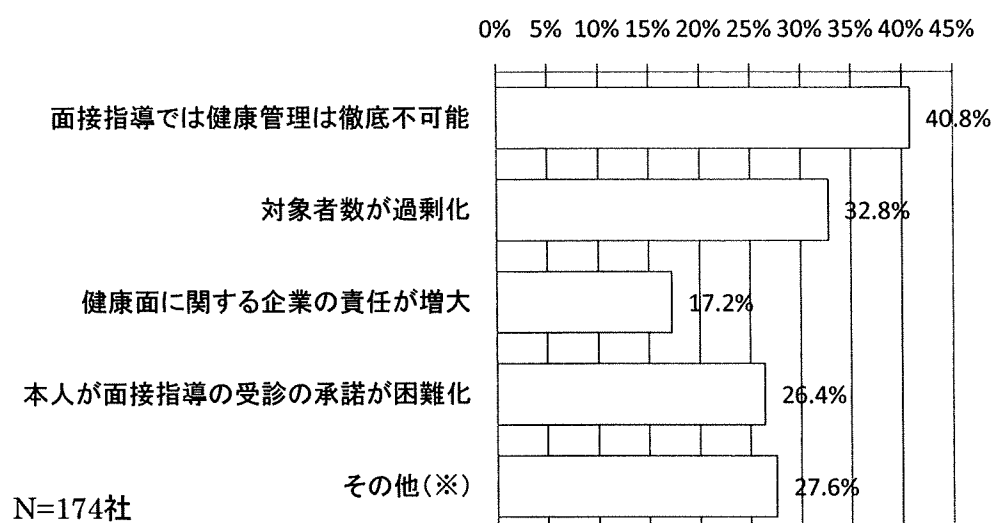 0% 5% 10% 15% 20% 25% 30% 35% 40% 45%
面接指導では健康管理は徹底不可能 40.8%
対象者数が過剰化 32.8%
健康面に関する企業の責任が増大 17.2%
本人が面接指導の受診の承諾が困難化 26.4%
その他(※) 27.6%
N=174社